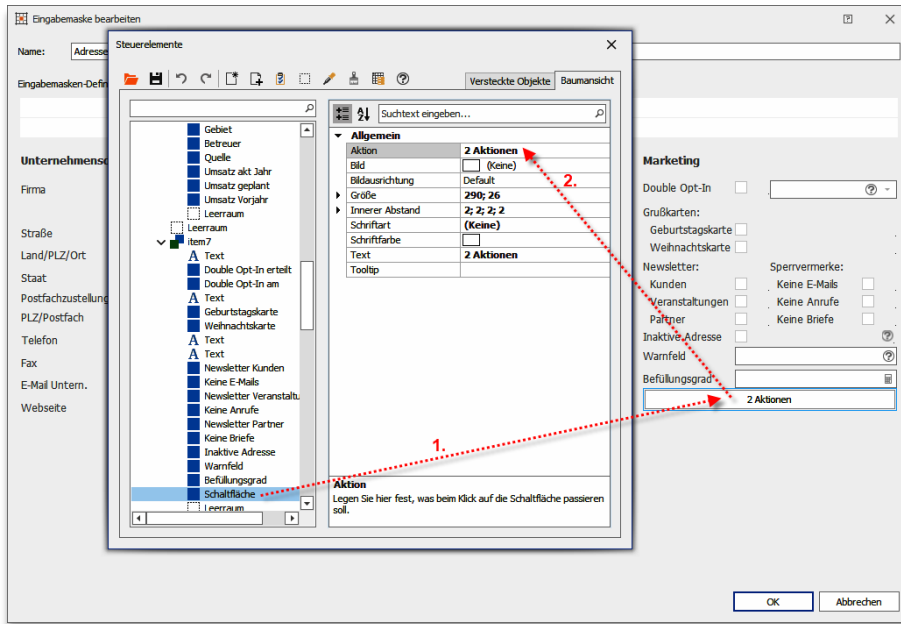 Eingabemaske bearbeiten
Name:
Adresse
Eingabemasken-Defin
Steuerelemente
Versteckte Objekte
Baumansicht
Suchtext eingeben...
Gebiet
Betreuer
Quelle
Umsatz akt Jahr
Umsatz geplant
Umsatz Vorjahr
Leerraum
Leerraum
item7
A Text
Double Opt-In erteilt
Double Opt-In am
A Text
Geburtstagskarte
Weihnachtskarte
A Text
A Text
Newsletter Kunden
Keine E-Mails
Newsletter Veranstaltu
Keine Anrufe
Newsletter Partner
Keine Briefe
Inaktive Adresse
Warnfeld
Befüllungsgrad
Schaltfläche
Leerraum
Allgemein
Aktion 2 Aktionen
Bild (Keine)
Bildausrichtung Default
Größe 290; 26
Innerer Abstand 2; 2; 2; 2
Schriftart (Keine)
Schriftfarbe
Text 2 Aktionen
Tooltip
1.
2.
Aktion
Legen Sie hier fest, was beim Klick auf die Schaltfläche passieren
soll.
Unternehmensd
Firma
Straße
Land/PLZ/Ort
Staat
Postfachzustellung
PLZ/Postfach
Telefon
Fax
E-Mail Untern.
Webseite
Marketing
Double Opt-In
Grußkarten:
Geburtstagskarte
Weihnachtskarte
Newsletter: Sperrvermerke:
Kunden Keine E-Mails
Veranstaltungen Keine Anrufe
Partner Keine Briefe
Inaktive Adresse
Warnfeld
Befüllungsgrad
2 Aktionen
OK
Abbrechen